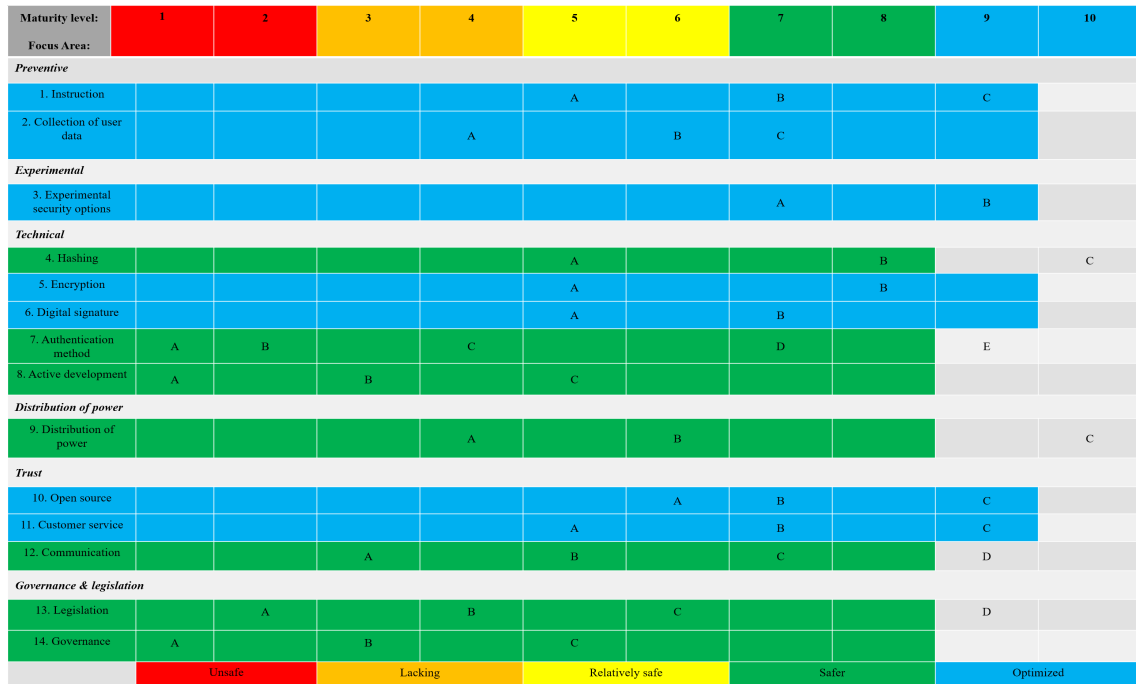 Maturity level: 1 2 3 4 5 6 7 8 9 10
Focus Area:
Preventive
1. Instruction A B C
2. Collection of user
data A B C
Experimental
3. Experimental
security options A B
Technical
4. Hashing A B C
5. Encryption A B
6. Digital signature A B
7. Authentication
method A B C D E
8. Active development A B C
Distribution of power
9. Distribution of
power A B C
Trust
10. Open source A B C
11. Customer service A B C
12. Communication A B C D
Governance & legislation
13. Legislation A B C D
14. Governance A B C
Unsafe Lacking Relatively safe Safer Optimized